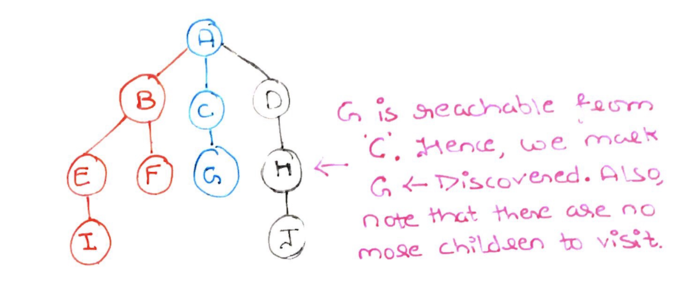 A
B
C
D
E
F
G
H
I
J
G is reachable from
'C'. Hence, we mark
G ← Discovered. Also,
note that there are no
more children to visit.